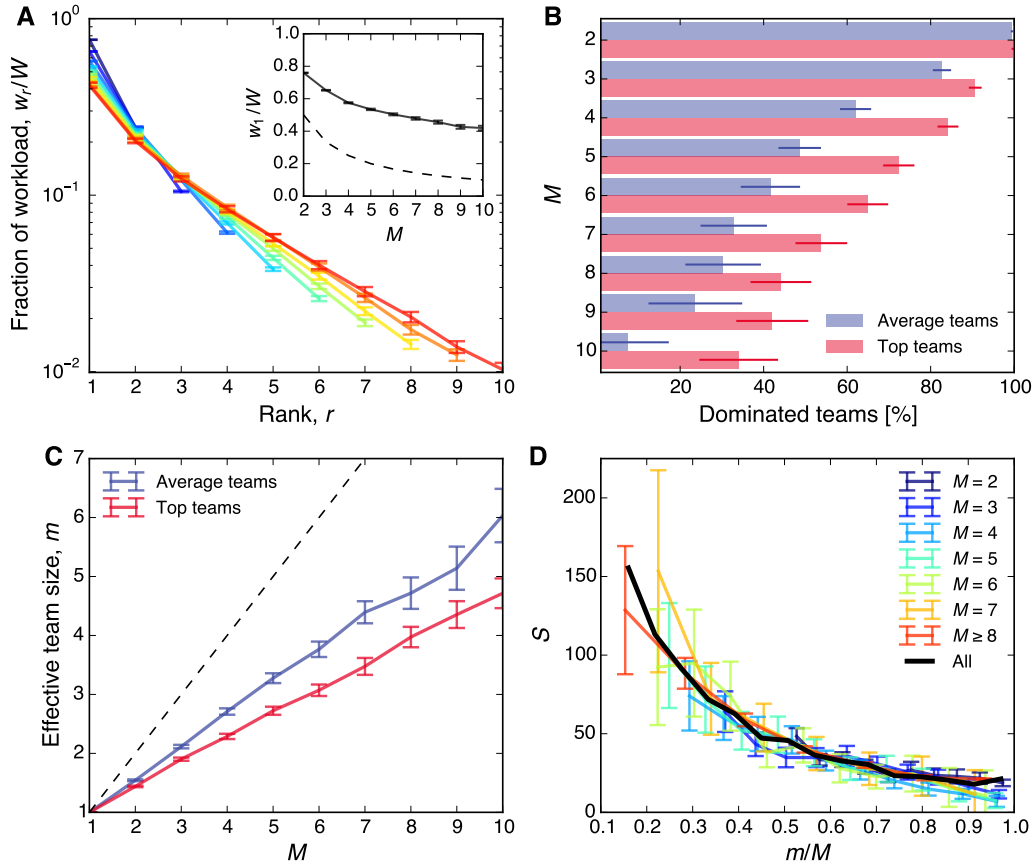 A
Fraction of workload, wᵣ/W
10⁰
10⁻¹
10⁻²
1 2 3 4 5 6 7 8 9 10
Rank, r
w₁/W
1.0
0.8
0.6
0.4
0.2
0.0
2 3 4 5 6 7 8 9 10
M
B
M
2
3
4
5
6
7
8
9
10
Average teams
Top teams
20 40 60 80 100
Dominated teams [%]
C
Effective team size, m
7
6
5
4
3
2
1
Average teams
Top teams
1 2 3 4 5 6 7 8 9 10
M
D
S
200
150
100
50
0
M = 2
M = 3
M = 4
M = 5
M = 6
M = 7
M ≥ 8
All
0.1 0.2 0.3 0.4 0.5 0.6 0.7 0.8 0.9 1.0
m/M